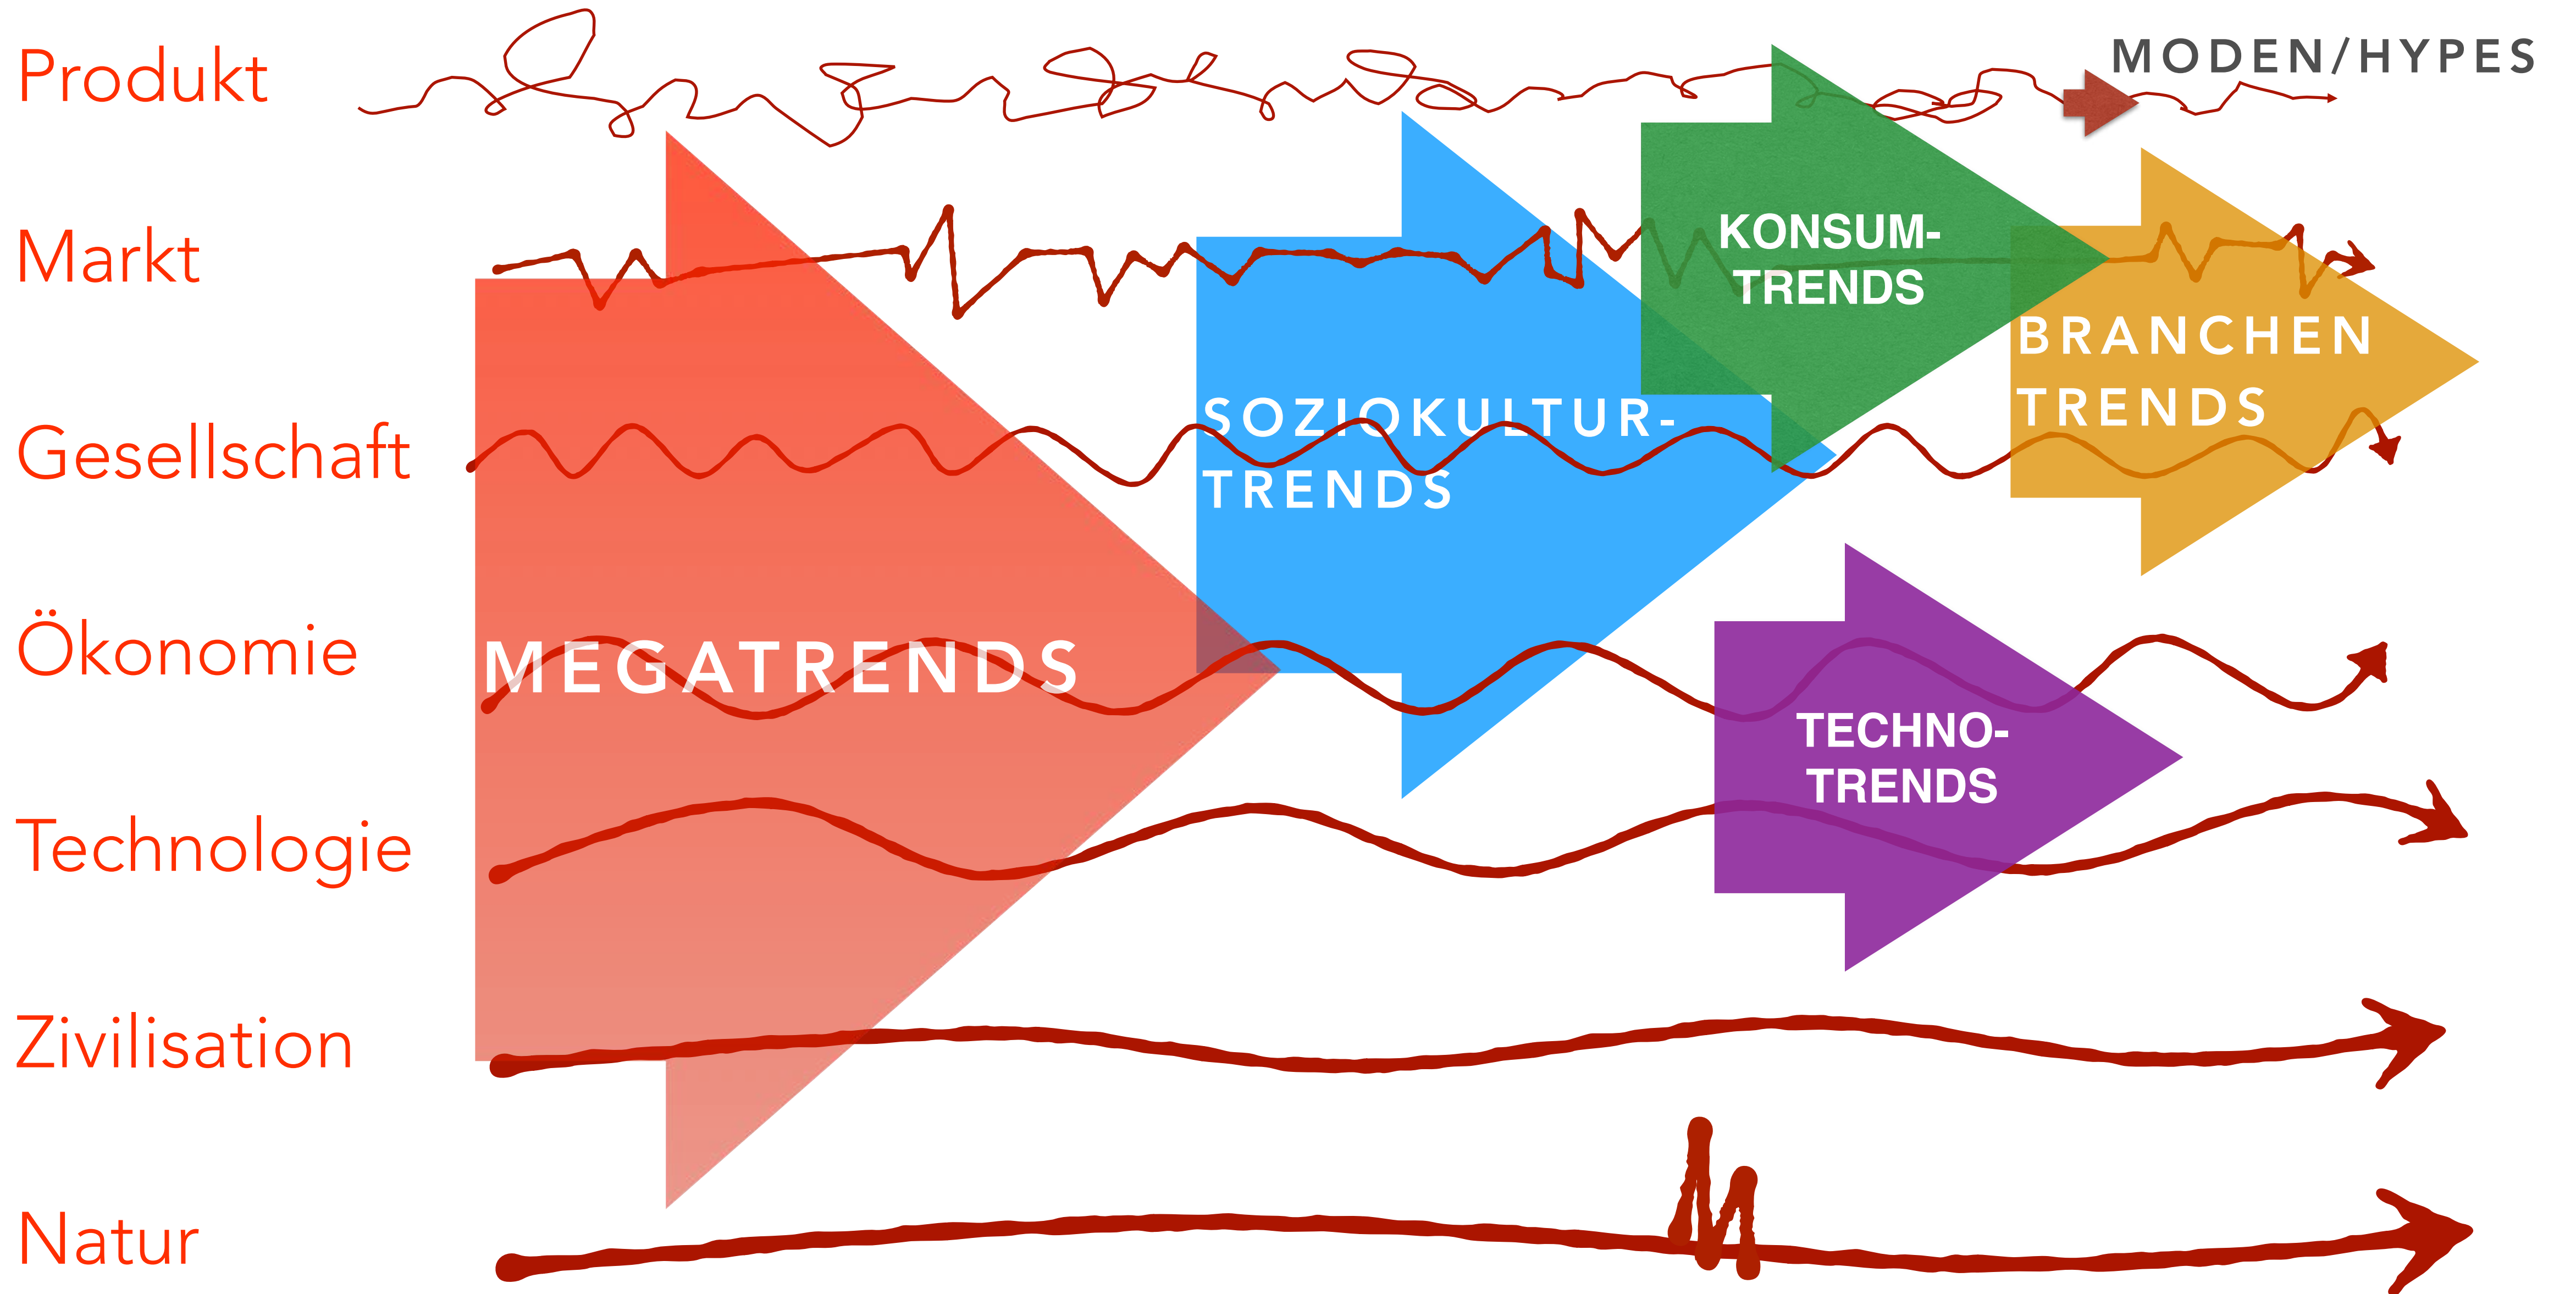 Produkt
MODEN/HYPES
Markt
KONSUM-
TRENDS
BRANCHEN
TRENDS
Gesellschaft
SOZIOKULTUR-
TRENDS
Ökonomie
MEGATRENDS
TECHNO-
TRENDS
Technologie
Zivilisation
Natur